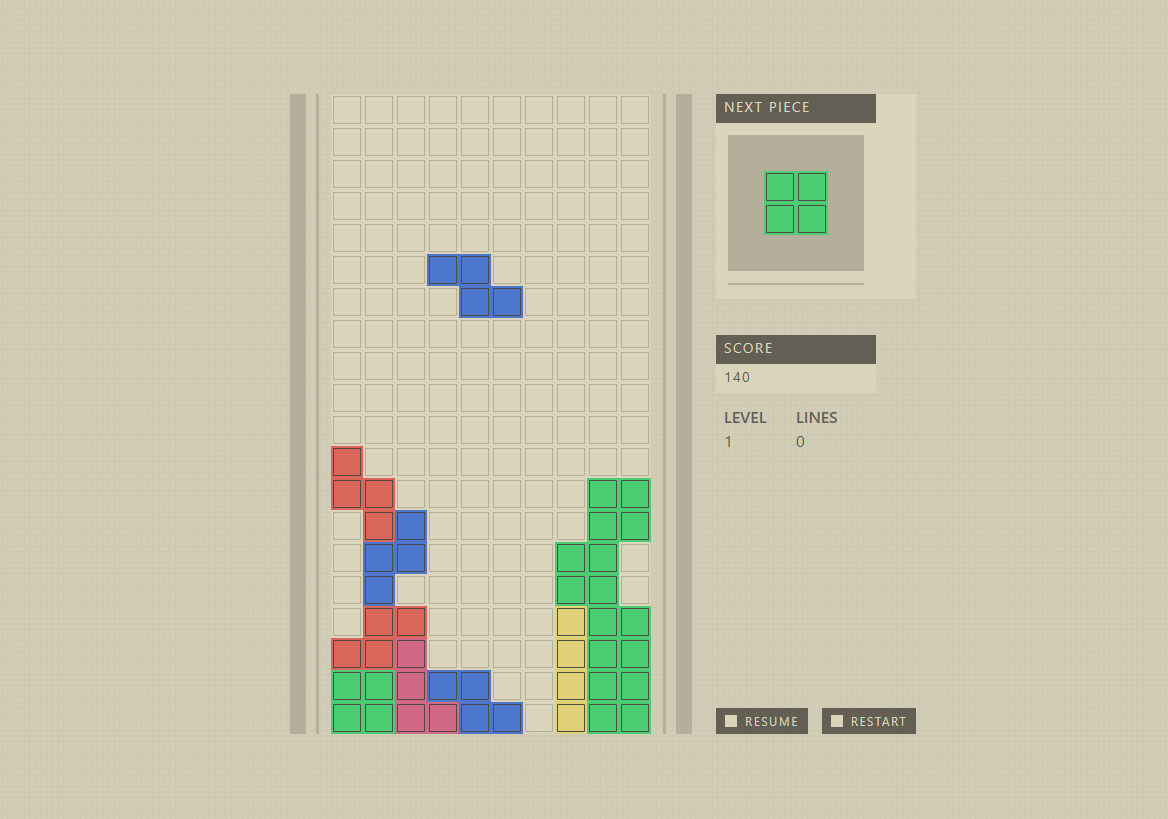 NEXT PIECE
SCORE
140
LEVEL LINES
1 0
RESUME RESTART